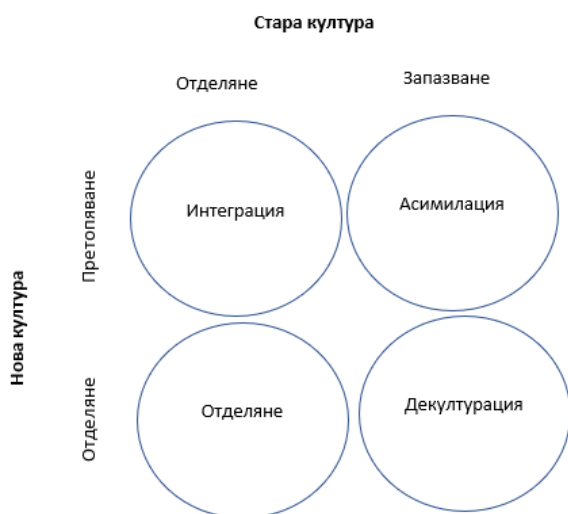 Стара култура
Отделяне
Запазване
Нова култура
Претопяване
Интеграция
Асимилация
Отделяне
Отделяне
Декултурация